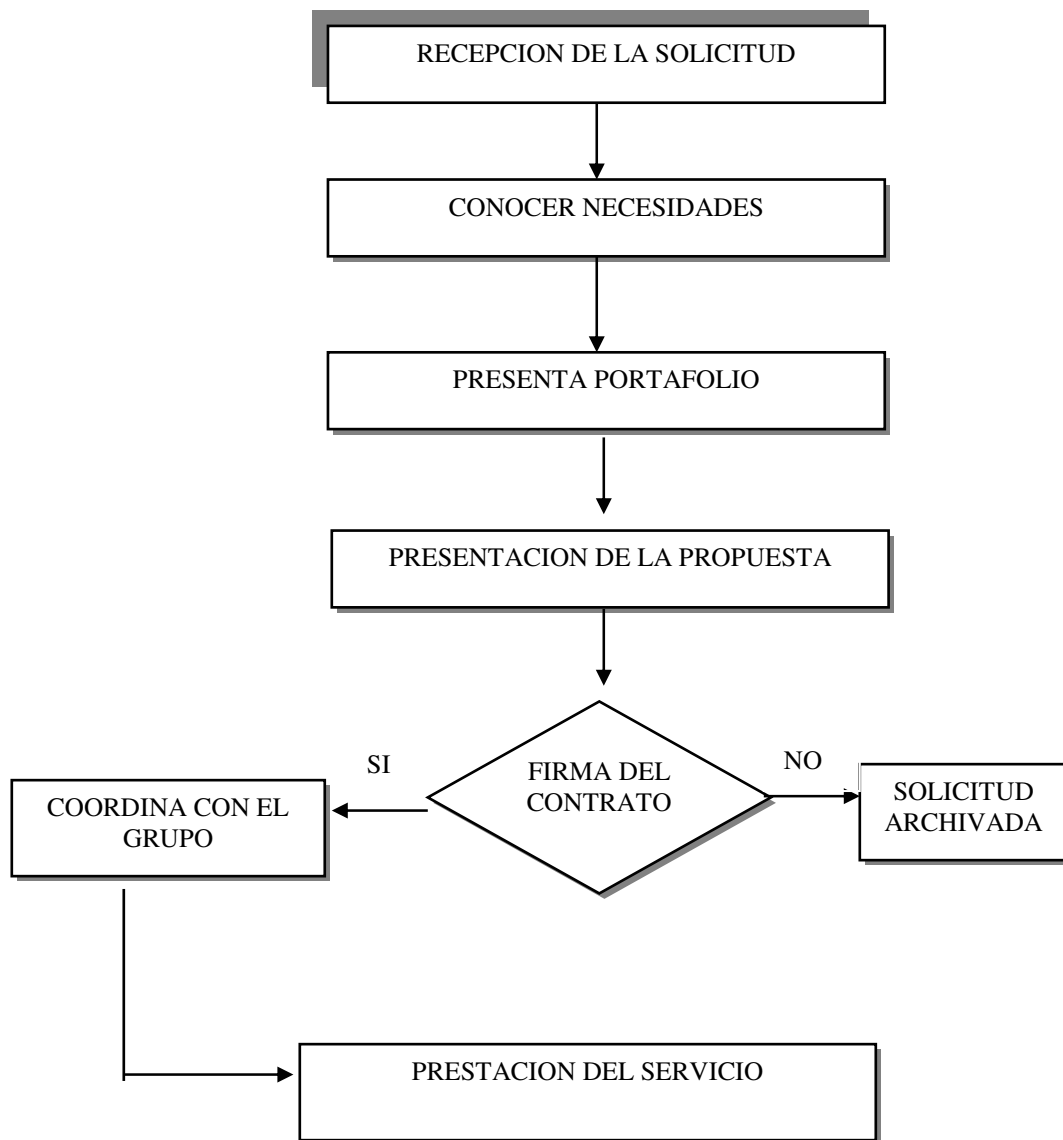 RECEPCION DE LA SOLICITUD
CONOCER NECESIDADES
PRESENTA PORTAFOLIO
PRESENTACION DE LA PROPUESTA
FIRMA DEL
CONTRATO
SI
NO
COORDINA CON EL
GRUPO
SOLICITUD
ARCHIVADA
PRESTACION DEL SERVICIO